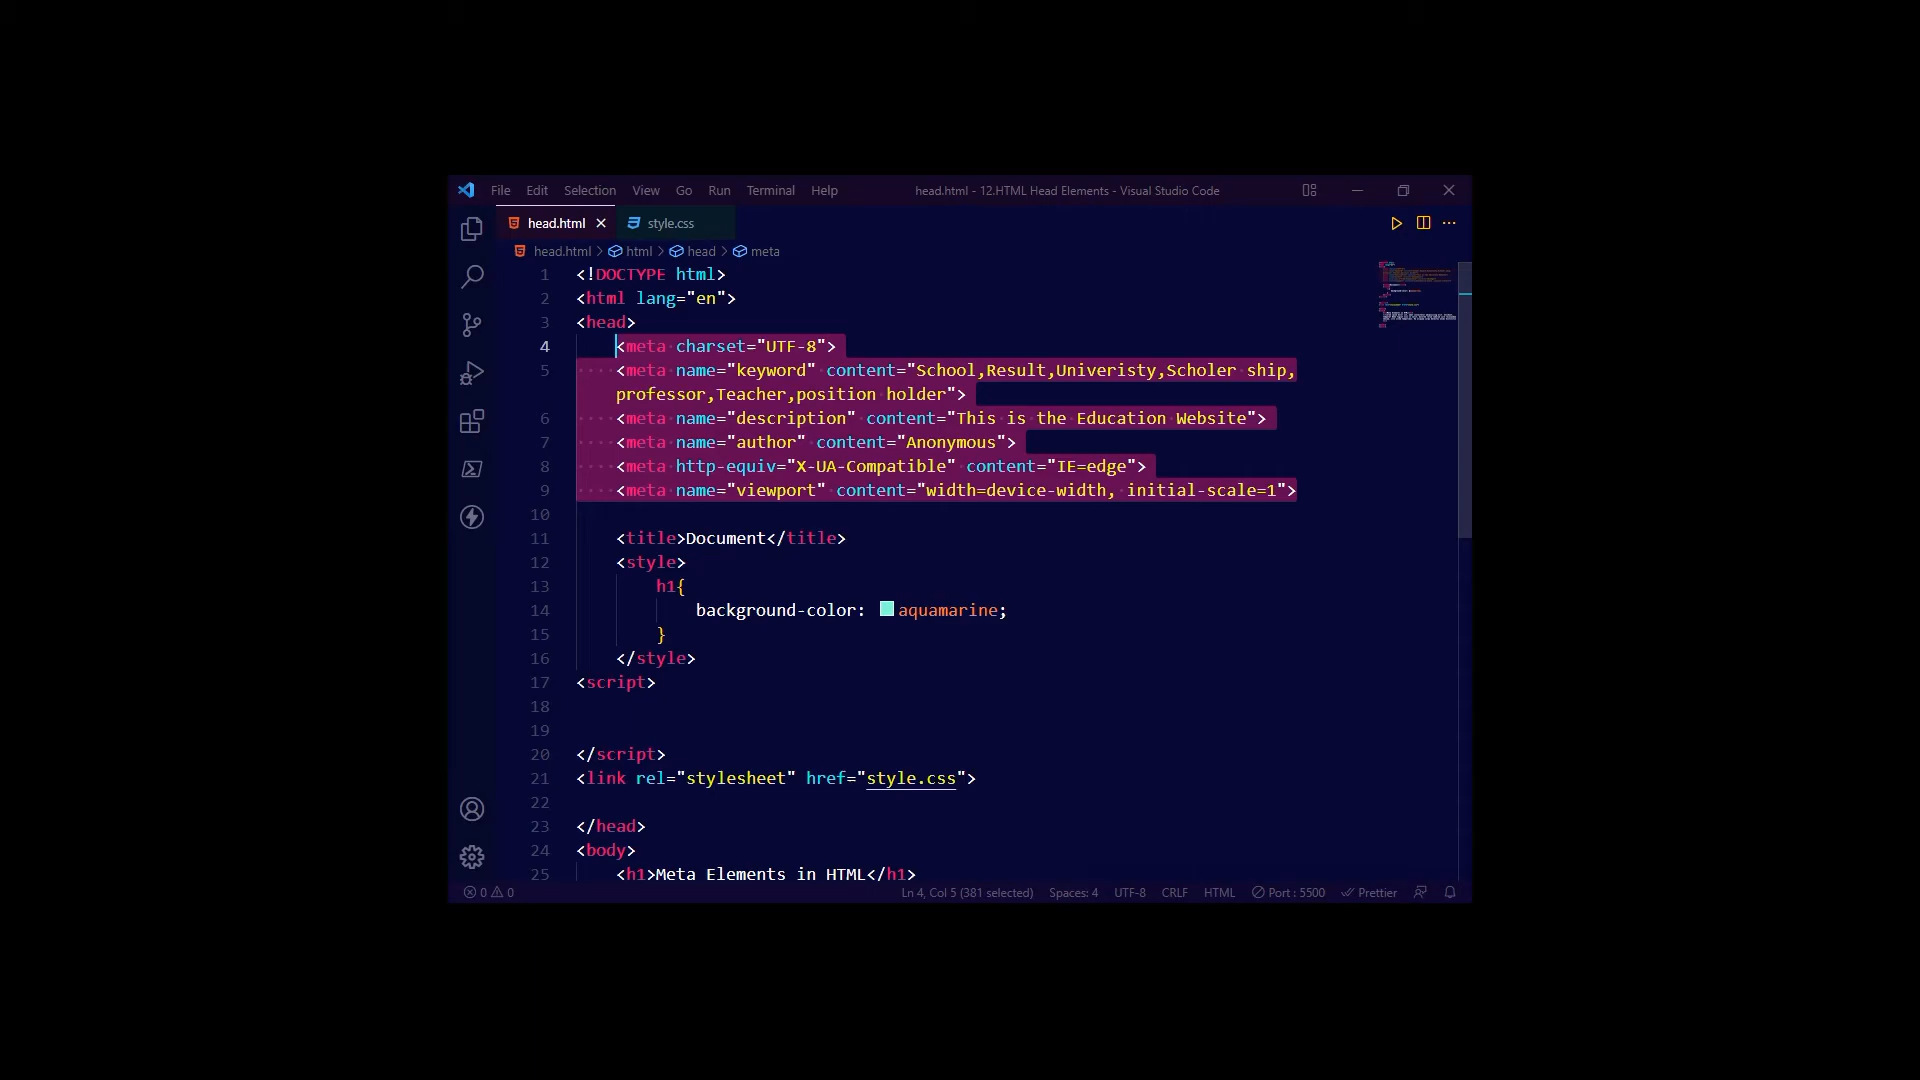 File Edit Selection View Go Run Terminal Help head.html - 12.HTML Head Elements - Visual Studio Code
head.html style.css
head.html > html > head > meta
1 <!DOCTYPE html>
2 <html lang="en">
3 <head>
4 <meta charset="UTF-8">
5 <meta name="keyword" content="School,Result,Univeristy,Scholer ship,
professor,Teacher,position holder">
6 <meta name="description" content="This is the Education Website">
7 <meta name="author" content="Anonymous">
8 <meta http-equiv="X-UA-Compatible" content="IE=edge">
9 <meta name="viewport" content="width=device-width, initial-scale=1">
10
11 <title>Document</title>
12 <style>
13 h1{
14 background-color: aquamarine;
15 }
16 </style>
17 <script>
18
19
20 </script>
21 <link rel="stylesheet" href="style.css">
22
23 </head>
24 <body>
25 <h1>Meta Elements in HTML</h1>
0 0 Ln 4, Col 5 (381 selected) Spaces: 4 UTF-8 CRLF HTML Port : 5500 Prettier